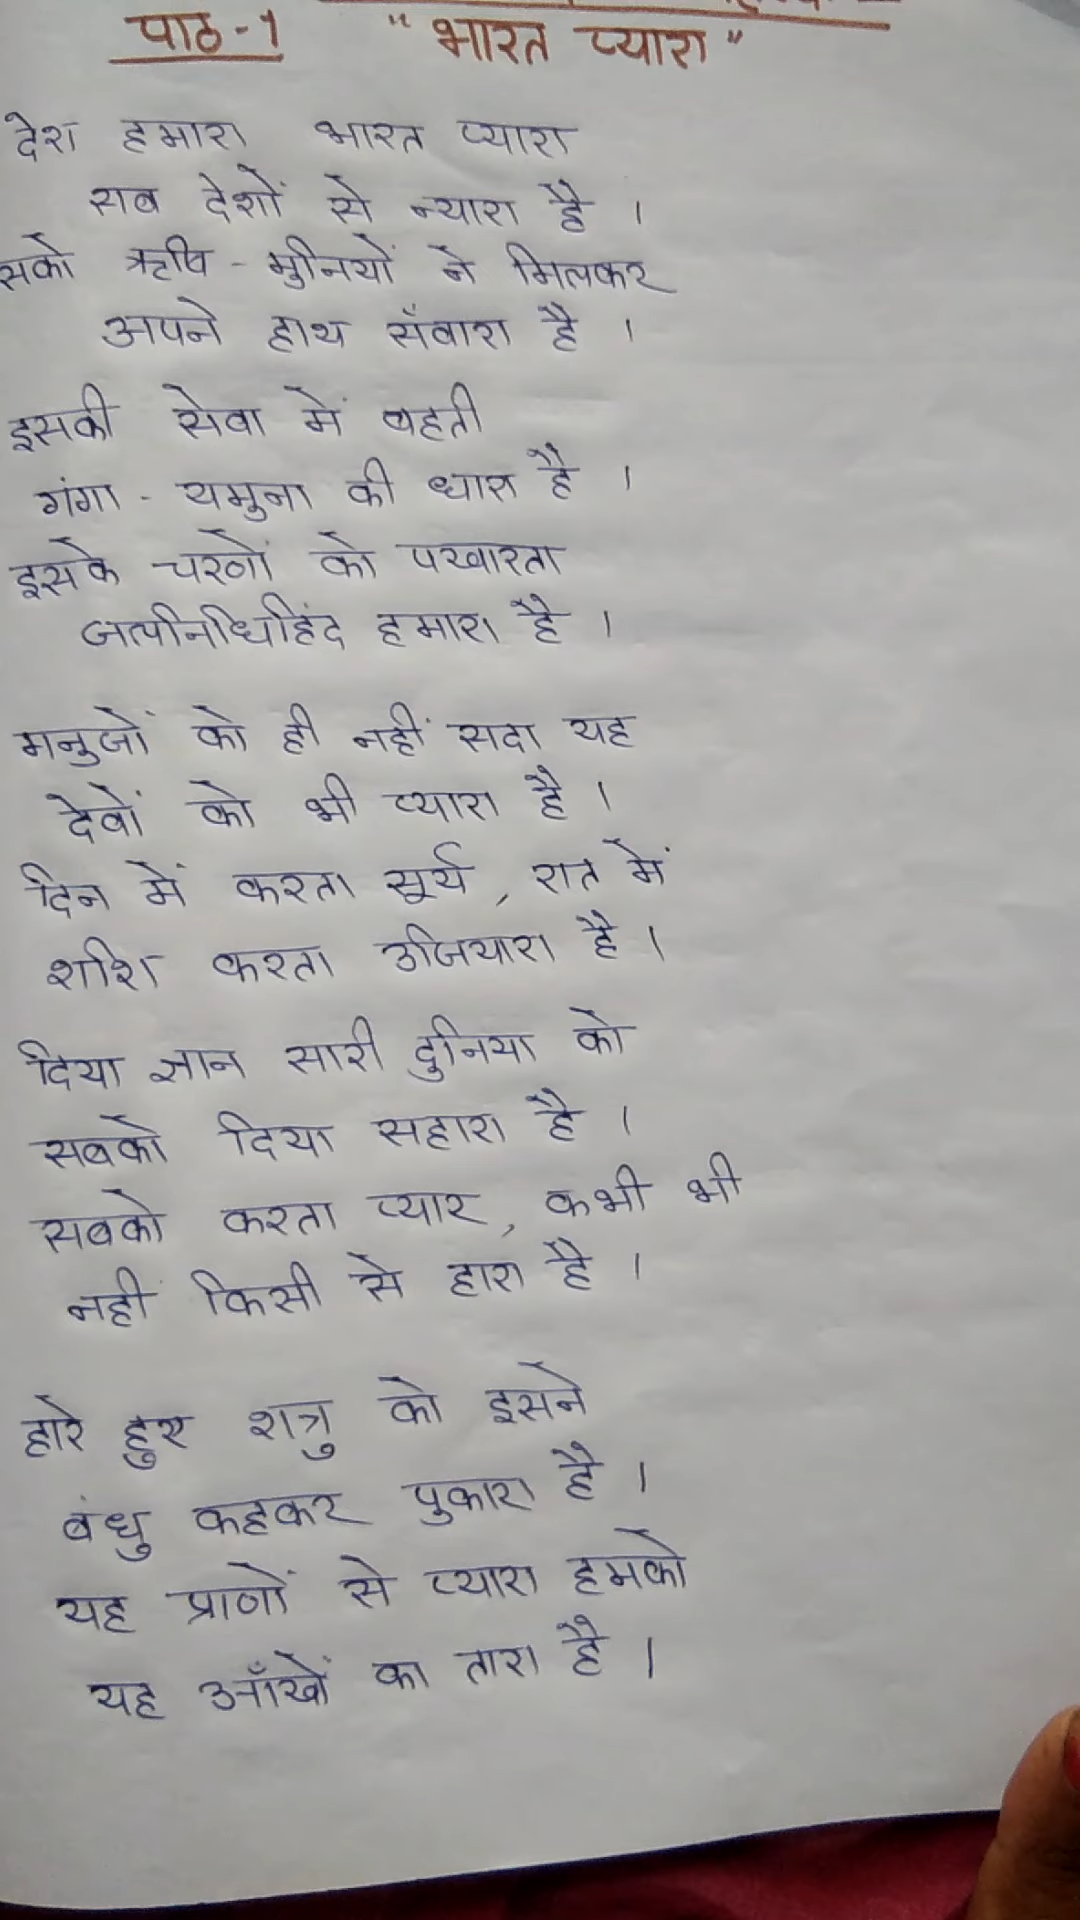 पाठ-1 "भारत प्यारा"
देश हमारा भारत प्यारा
सब देशों से न्यारा है ।
सको ऋषि - मुनियों ने मिलकर
अपने हाथ सँवारा है ।
इसकी सेवा में बहती
गंगा - यमुना की धारा है ।
इसके चरणों को पखारता
जलनिधिहिंद हमारा है ।
मनुजों को ही नहीं सदा यह
देवों को भी प्यारा है ।
दिन में करता सूर्य, रात में
शशि करता उजियारा है ।
दिया ज्ञान सारी दुनिया को
सबको दिया सहारा है ।
सबको करता प्यार, कभी भी
नहीं किसी से हारा है ।
हारे हुए शत्रु को इसने
बंधु कहकर पुकारा है ।
यह प्राणों से प्यारा हमको
यह आँखों का तारा है ।